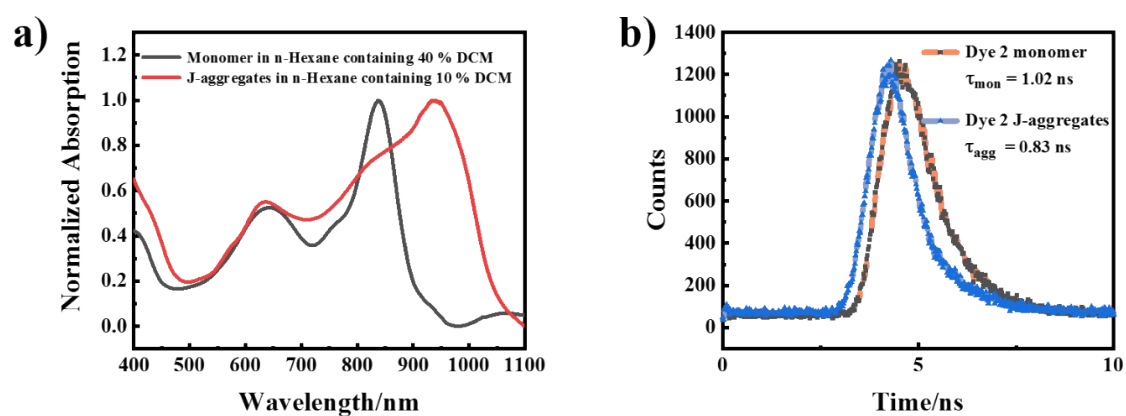 a)
Normalized Absorption
1.2
1.0
0.8
0.6
0.4
0.2
0.0
Monomer in n-Hexane containing 40 % DCM
J-aggregates in n-Hexane containing 10 % DCM
400 500 600 700 800 900 1000 1100
Wavelength/nm
b)
Counts
1400
1200
1000
800
600
400
200
0
Dye 2 monomer
τmon = 1.02 ns
Dye 2 J-aggregates
τagg = 0.83 ns
0 5 10
Time/ns